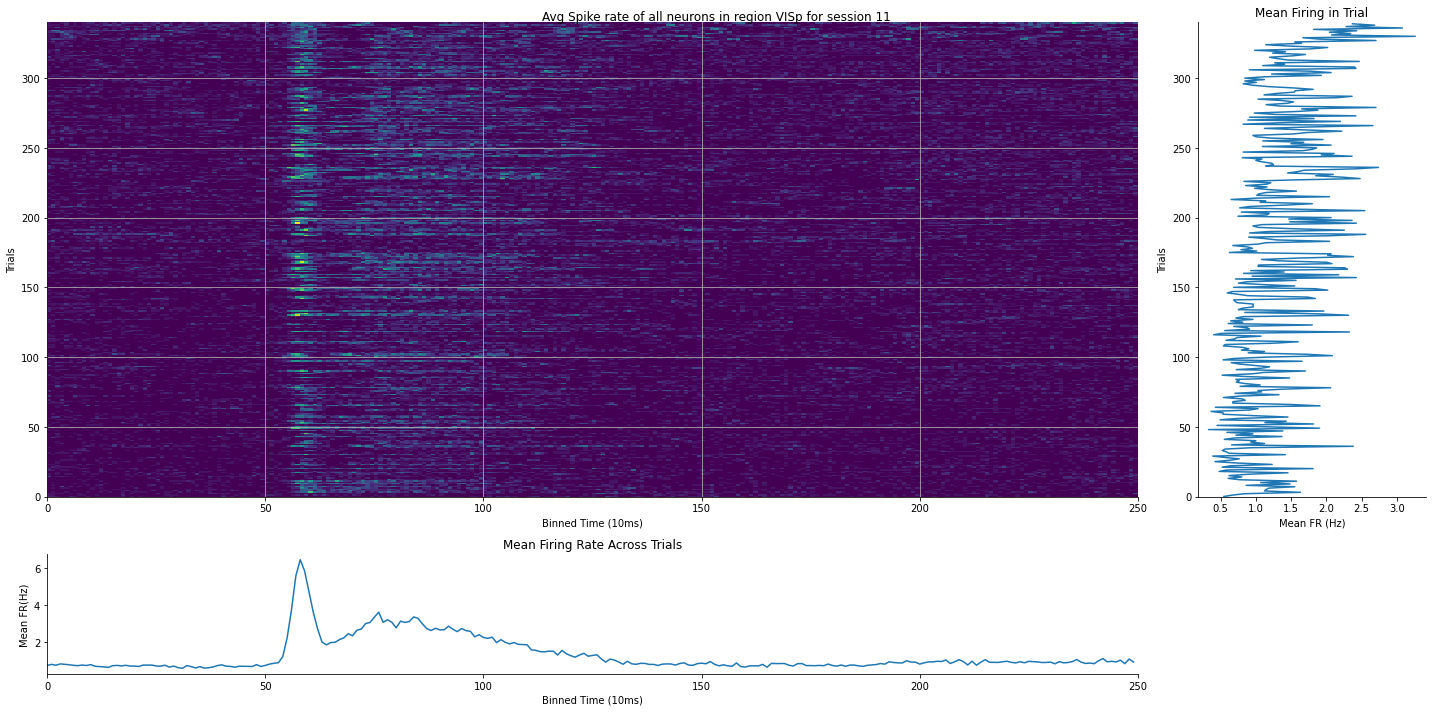 Avg Spike rate of all neurons in region VISp for session 11
Trials
300
250
200
150
100
50
0
0 50 100 150 200 250
Binned Time (10ms)
Mean Firing in Trial
Trials
300
250
200
150
100
50
0
0.5 1.0 1.5 2.0 2.5 3.0
Mean FR (Hz)
Mean Firing Rate Across Trials
Mean FR(Hz)
6
4
2
0 50 100 150 200 250
Binned Time (10ms)